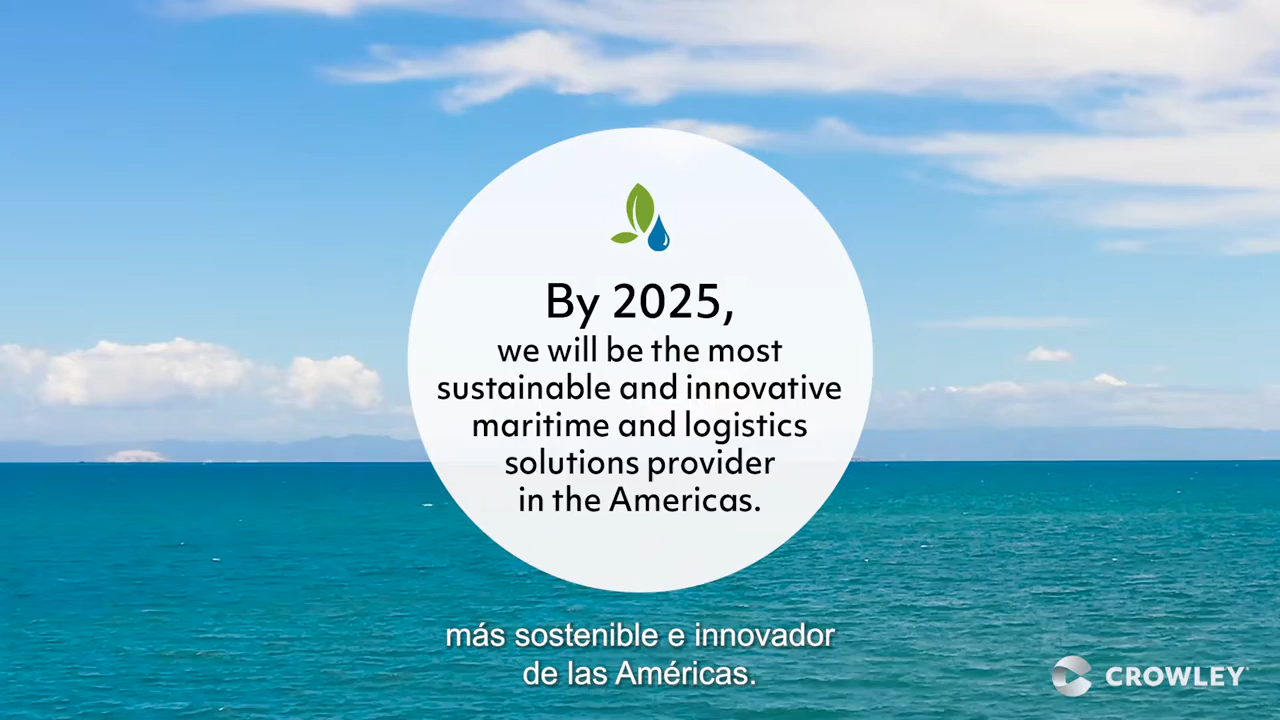 By 2025,
we will be the most
sustainable and innovative
maritime and logistics
solutions provider
in the Americas.
más sostenible e innovador
de las Américas.
CROWLEY